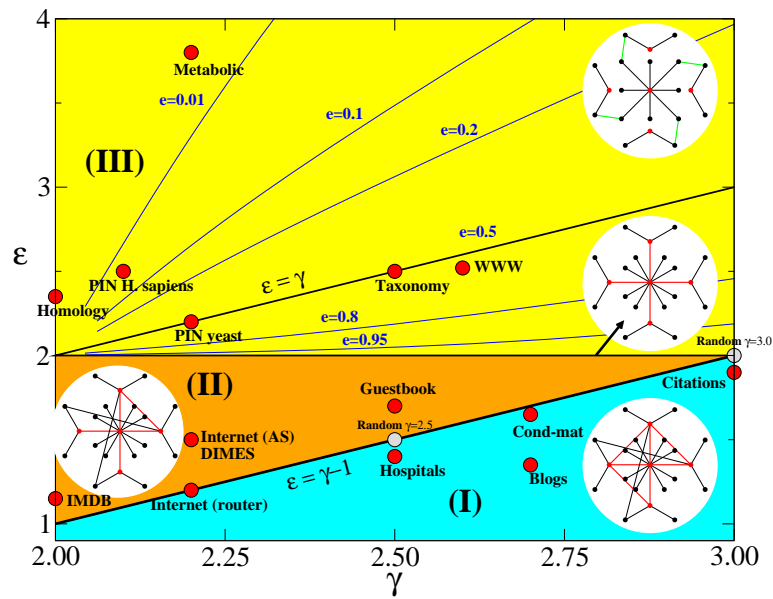 4
Metabolic
e=0.01
e=0.1
e=0.2
(III)
3
ε
e=0.5
PIN H. sapiens
ε = γ
WWW
Taxonomy
Homology
PIN yeast
e=0.8
e=0.95
Random γ=3.0
2
(II)
Citations
Guestbook
Random γ=2.5
Cond-mat
Internet (AS)
DIMES
Hospitals
ε = γ−1
Blogs
IMDB
Internet (router)
(I)
1
2.00
2.25
2.50
2.75
3.00
γ